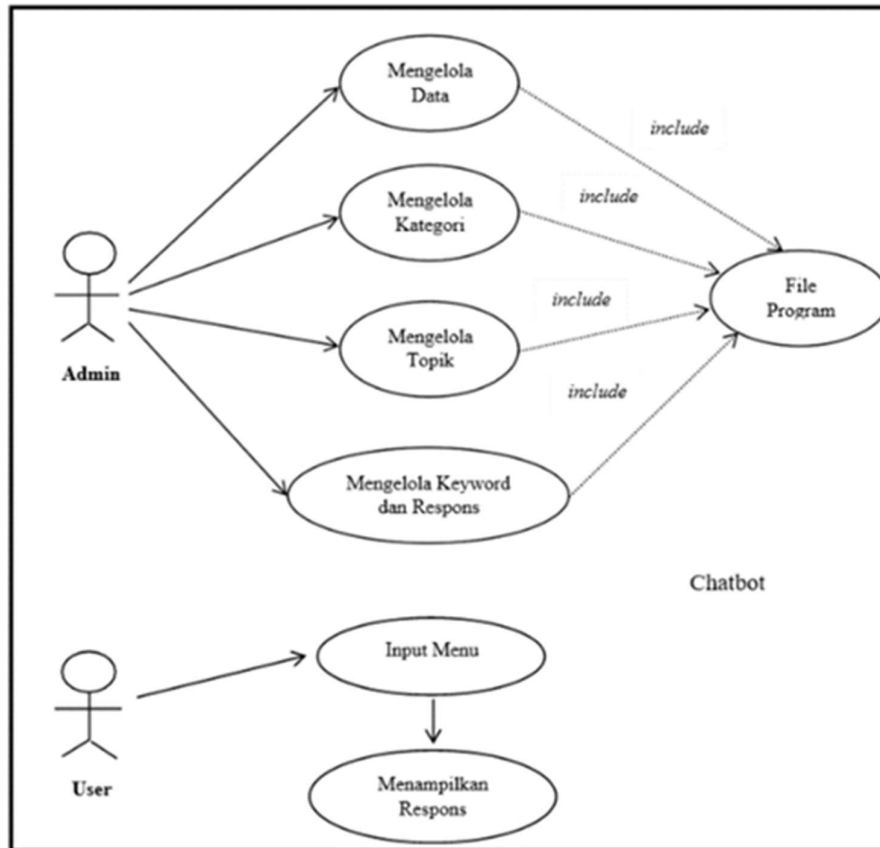 Mengelola
Data
include
Mengelola
Kategori
include
File
Program
Mengelola
Topik
include
Admin
include
Mengelola Keyword
dan Respons
Chatbot
Input Menu
User
Menampilkan
Respons